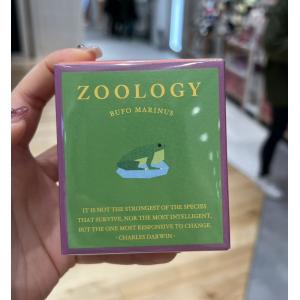 ZOOLOGY
BUFO MARINUS
IT IS NOT THE STRONGEST OF THE SPECIES
THAT SURVIVE, NOR THE MOST INTELLIGENT,
BUT THE ONE MOST RESPONSIVE TO CHANGE.
- CHARLES DARWIN -